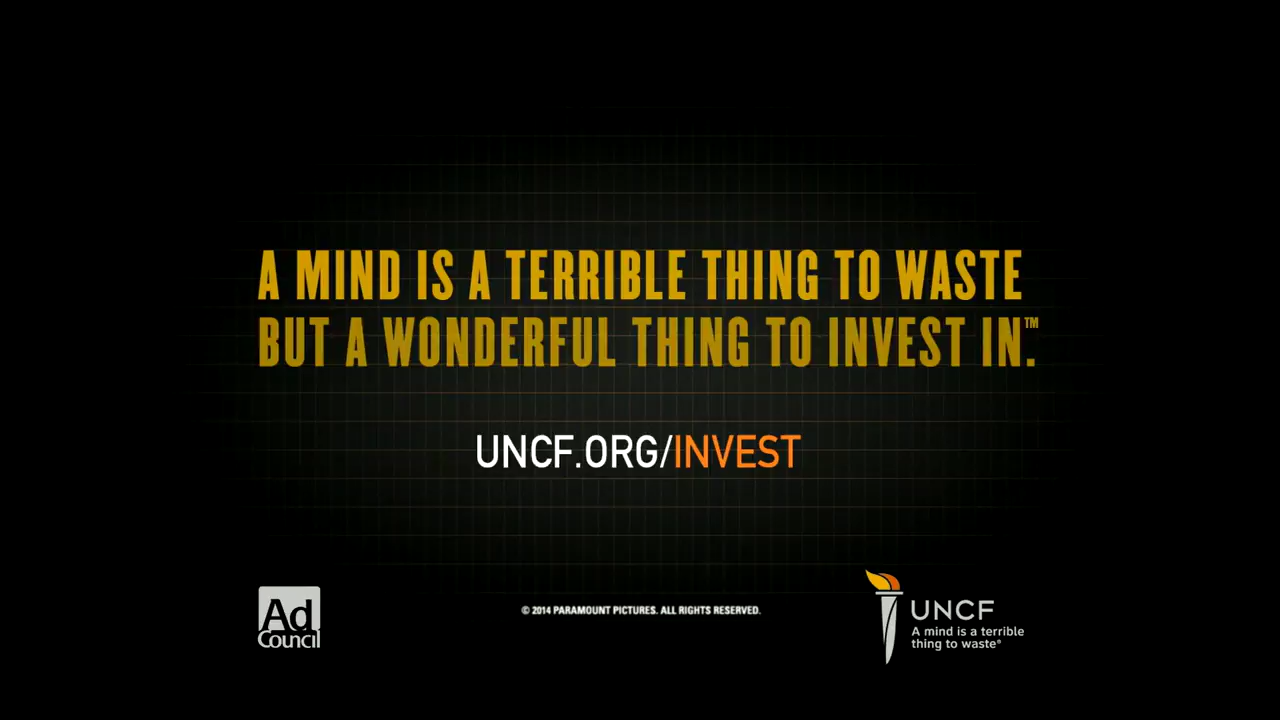 A MIND IS A TERRIBLE THING TO WASTE
BUT A WONDERFUL THING TO INVEST IN.™
UNCF.ORG/INVEST
Ad
Council
© 2014 PARAMOUNT PICTURES. ALL RIGHTS RESERVED.
UNCF
A mind is a terrible
thing to waste®